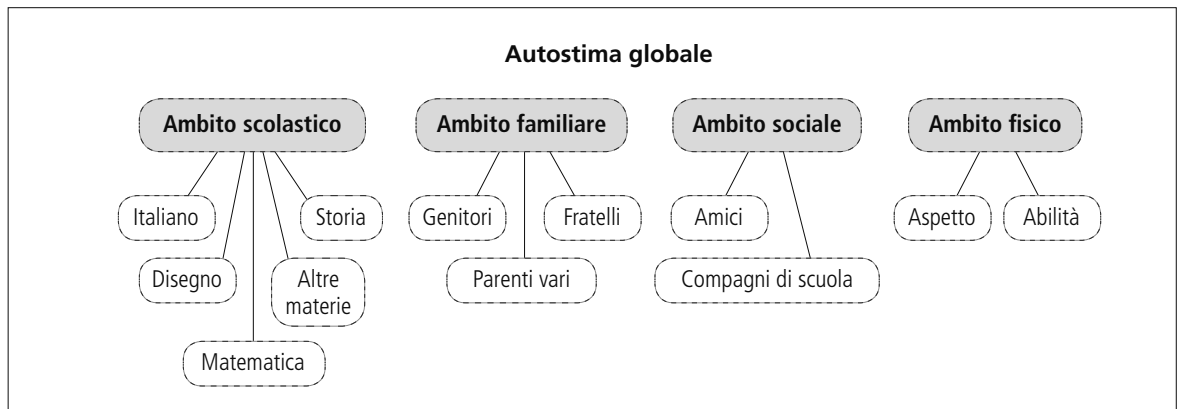 Autostima globale
Ambito scolastico
Ambito familiare
Ambito sociale
Ambito fisico
Italiano
Storia
Genitori
Fratelli
Amici
Aspetto
Abilità
Disegno
Altre
materie
Parenti vari
Compagni di scuola
Matematica